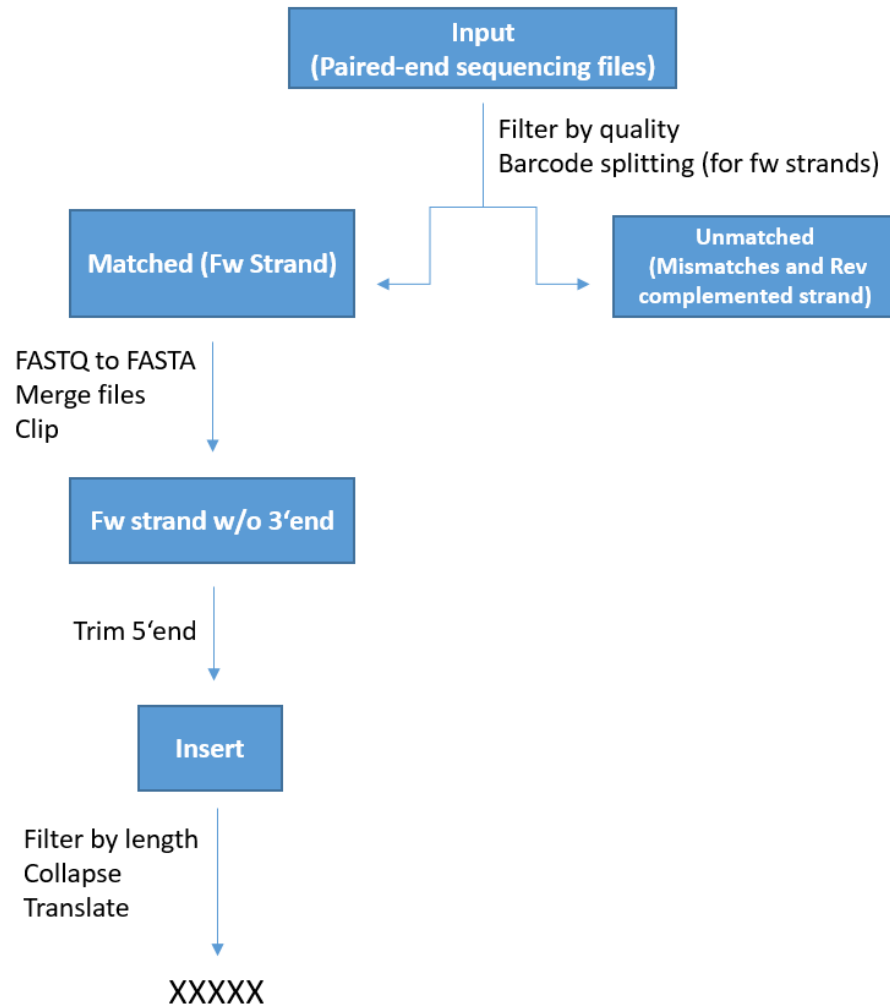 Input
(Paired-end sequencing files)
Filter by quality
Barcode splitting (for fw strands)
Matched (Fw Strand)
Unmatched
(Mismatches and Rev
complemented strand)
FASTQ to FASTA
Merge files
Clip
Fw strand w/o 3‘end
Trim 5‘end
Insert
Filter by length
Collapse
Translate
XXXXX